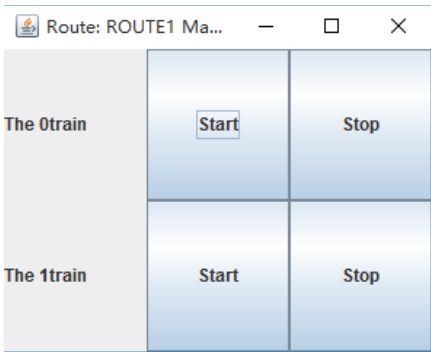 Route: ROUTE1 Ma...
The 0train Start Stop
The 1train Start Stop